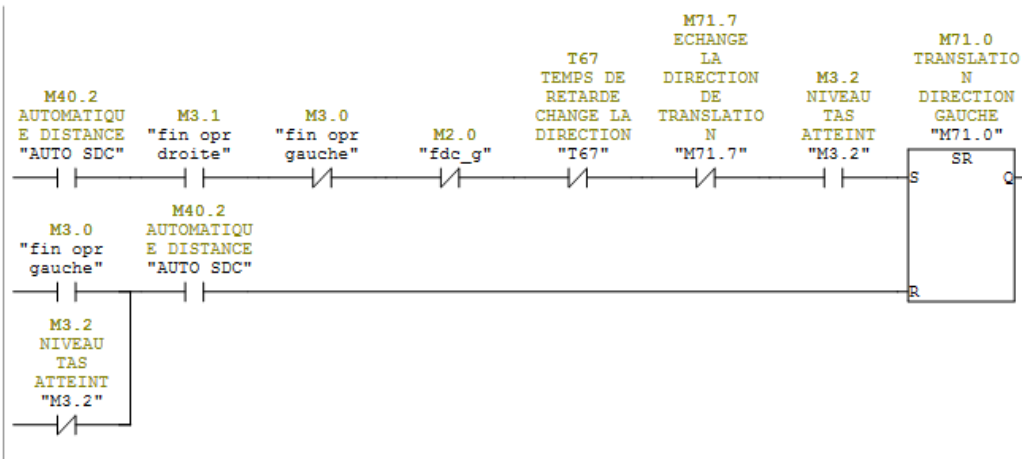 M40.2
AUTOMATIQU
E DISTANCE
"AUTO SDC"
M3.1
"fin opr
droite"
M3.0
"fin opr
gauche"
M2.0
"fdc_g"
T67
TEMPS DE
RETARDE
CHANGE LA
DIRECTION
"T67"
M71.7
ECHANGE
LA
DIRECTION
DE
TRANSLATIO
N
"M71.7"
M3.2
NIVEAU
TAS
ATTEINT
"M3.2"
M71.0
TRANSLATIO
N
DIRECTION
GAUCHE
"M71.0"
SR
S
Q
M3.0
"fin opr
gauche"
M40.2
AUTOMATIQU
E DISTANCE
"AUTO SDC"
R
M3.2
NIVEAU
TAS
ATTEINT
"M3.2"